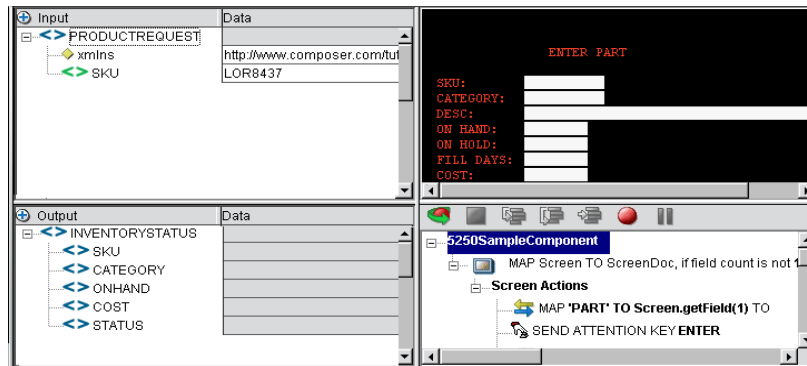 Input Data
PRODUCTREQUEST
xmlns http://www.composer.com/tut
SKU LOR8437
ENTER PART
SKU:
CATEGORY:
DESC:
ON HAND:
ON HOLD:
FILL DAYS:
COST:
Output Data
INVENTORYSTATUS
SKU
CATEGORY
ONHAND
COST
STATUS
5250SampleComponent
MAP Screen TO ScreenDoc, if field count is not 1
Screen Actions
MAP 'PART' TO Screen.getField(1) TO
SEND ATTENTION KEY ENTER